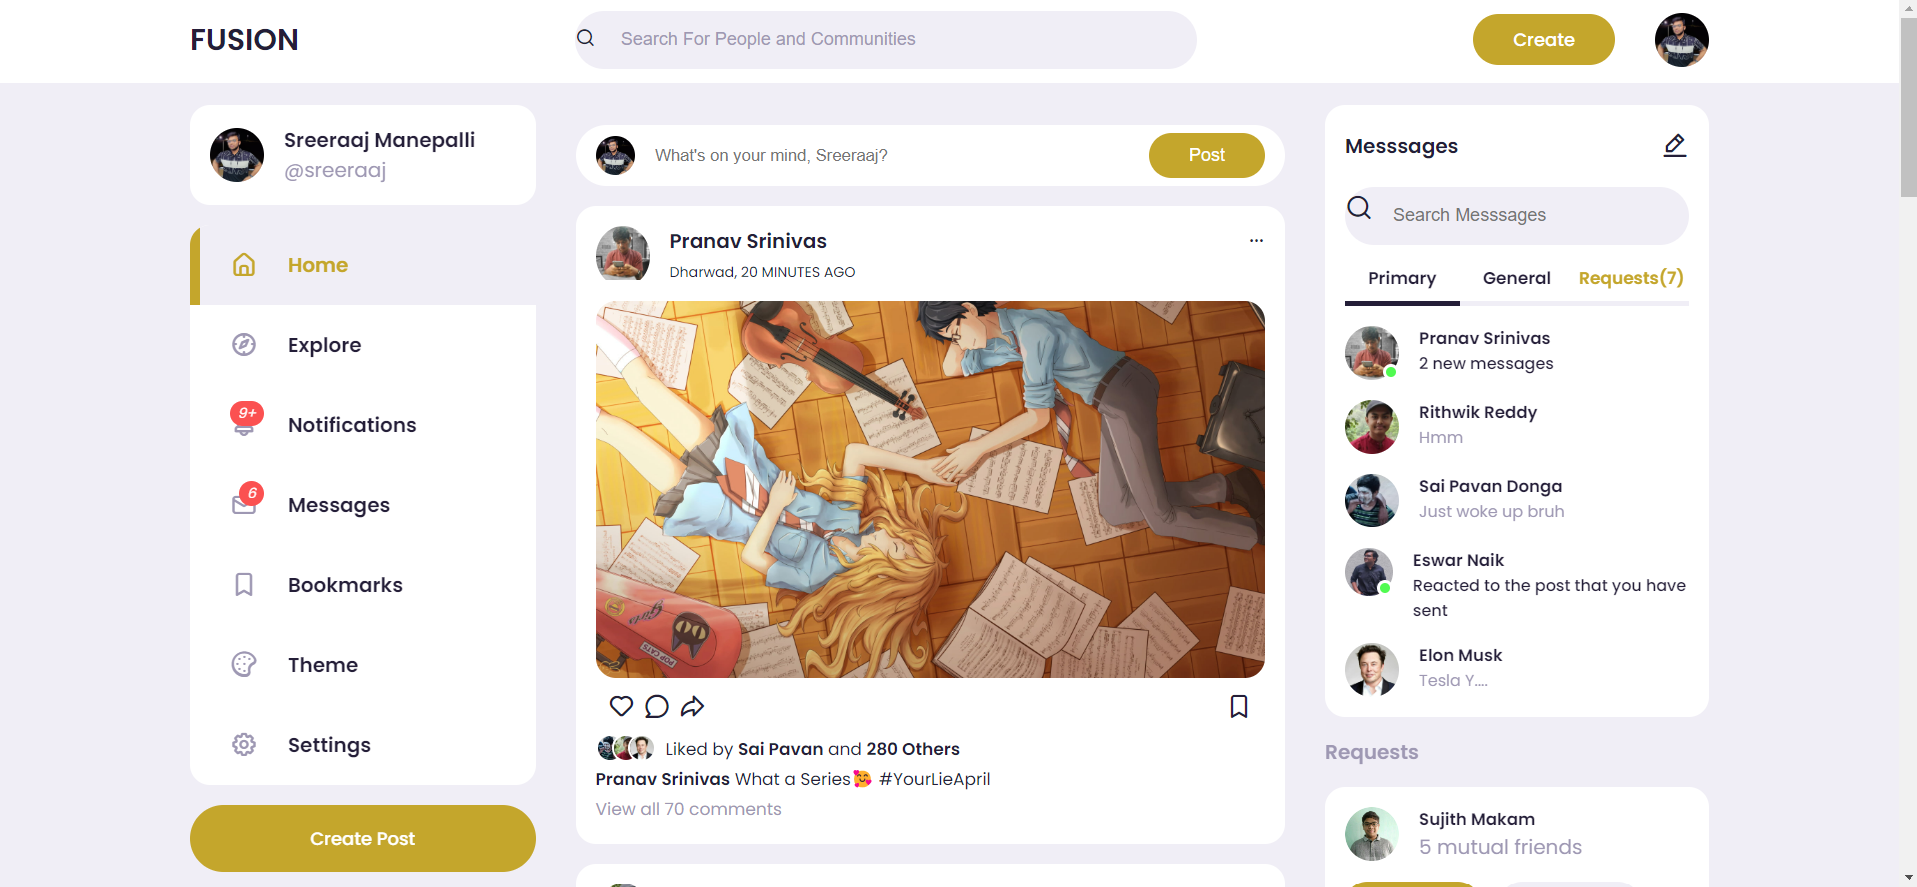 FUSION
Search For People and Communities
Create
Sreeraaj Manepalli
@sreeraaj
Home
Explore
9+
Notifications
6
Messages
Bookmarks
Theme
Settings
Create Post
What's on your mind, Sreeraaj?
Post
Pranav Srinivas
Dharwad, 20 MINUTES AGO
POP CATS
Liked by Sai Pavan and 280 Others
Pranav Srinivas What a Series🥰 #YourLieApril
View all 70 comments
Messsages
Search Messsages
Primary General Requests(7)
Pranav Srinivas
2 new messages
Rithwik Reddy
Hmm
Sai Pavan Donga
Just woke up bruh
Eswar Naik
Reacted to the post that you have
sent
Elon Musk
Tesla Y....
Requests
Sujith Makam
5 mutual friends